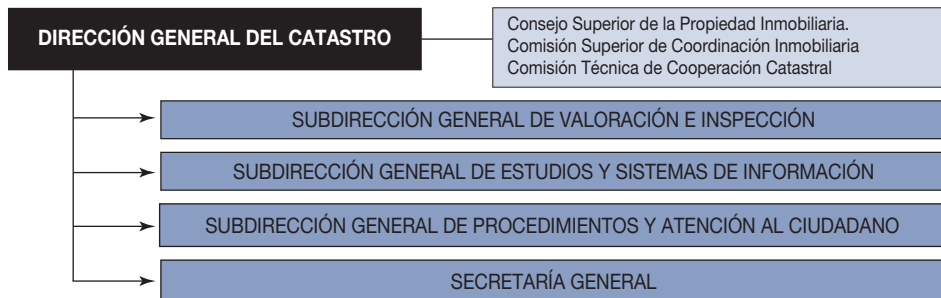 DIRECCIÓN GENERAL DEL CATASTRO
Consejo Superior de la Propiedad Inmobiliaria.
Comisión Superior de Coordinación Inmobiliaria
Comisión Técnica de Cooperación Catastral
SUBDIRECCIÓN GENERAL DE VALORACIÓN E INSPECCIÓN
SUBDIRECCIÓN GENERAL DE ESTUDIOS Y SISTEMAS DE INFORMACIÓN
SUBDIRECCIÓN GENERAL DE PROCEDIMIENTOS Y ATENCIÓN AL CIUDADANO
SECRETARÍA GENERAL